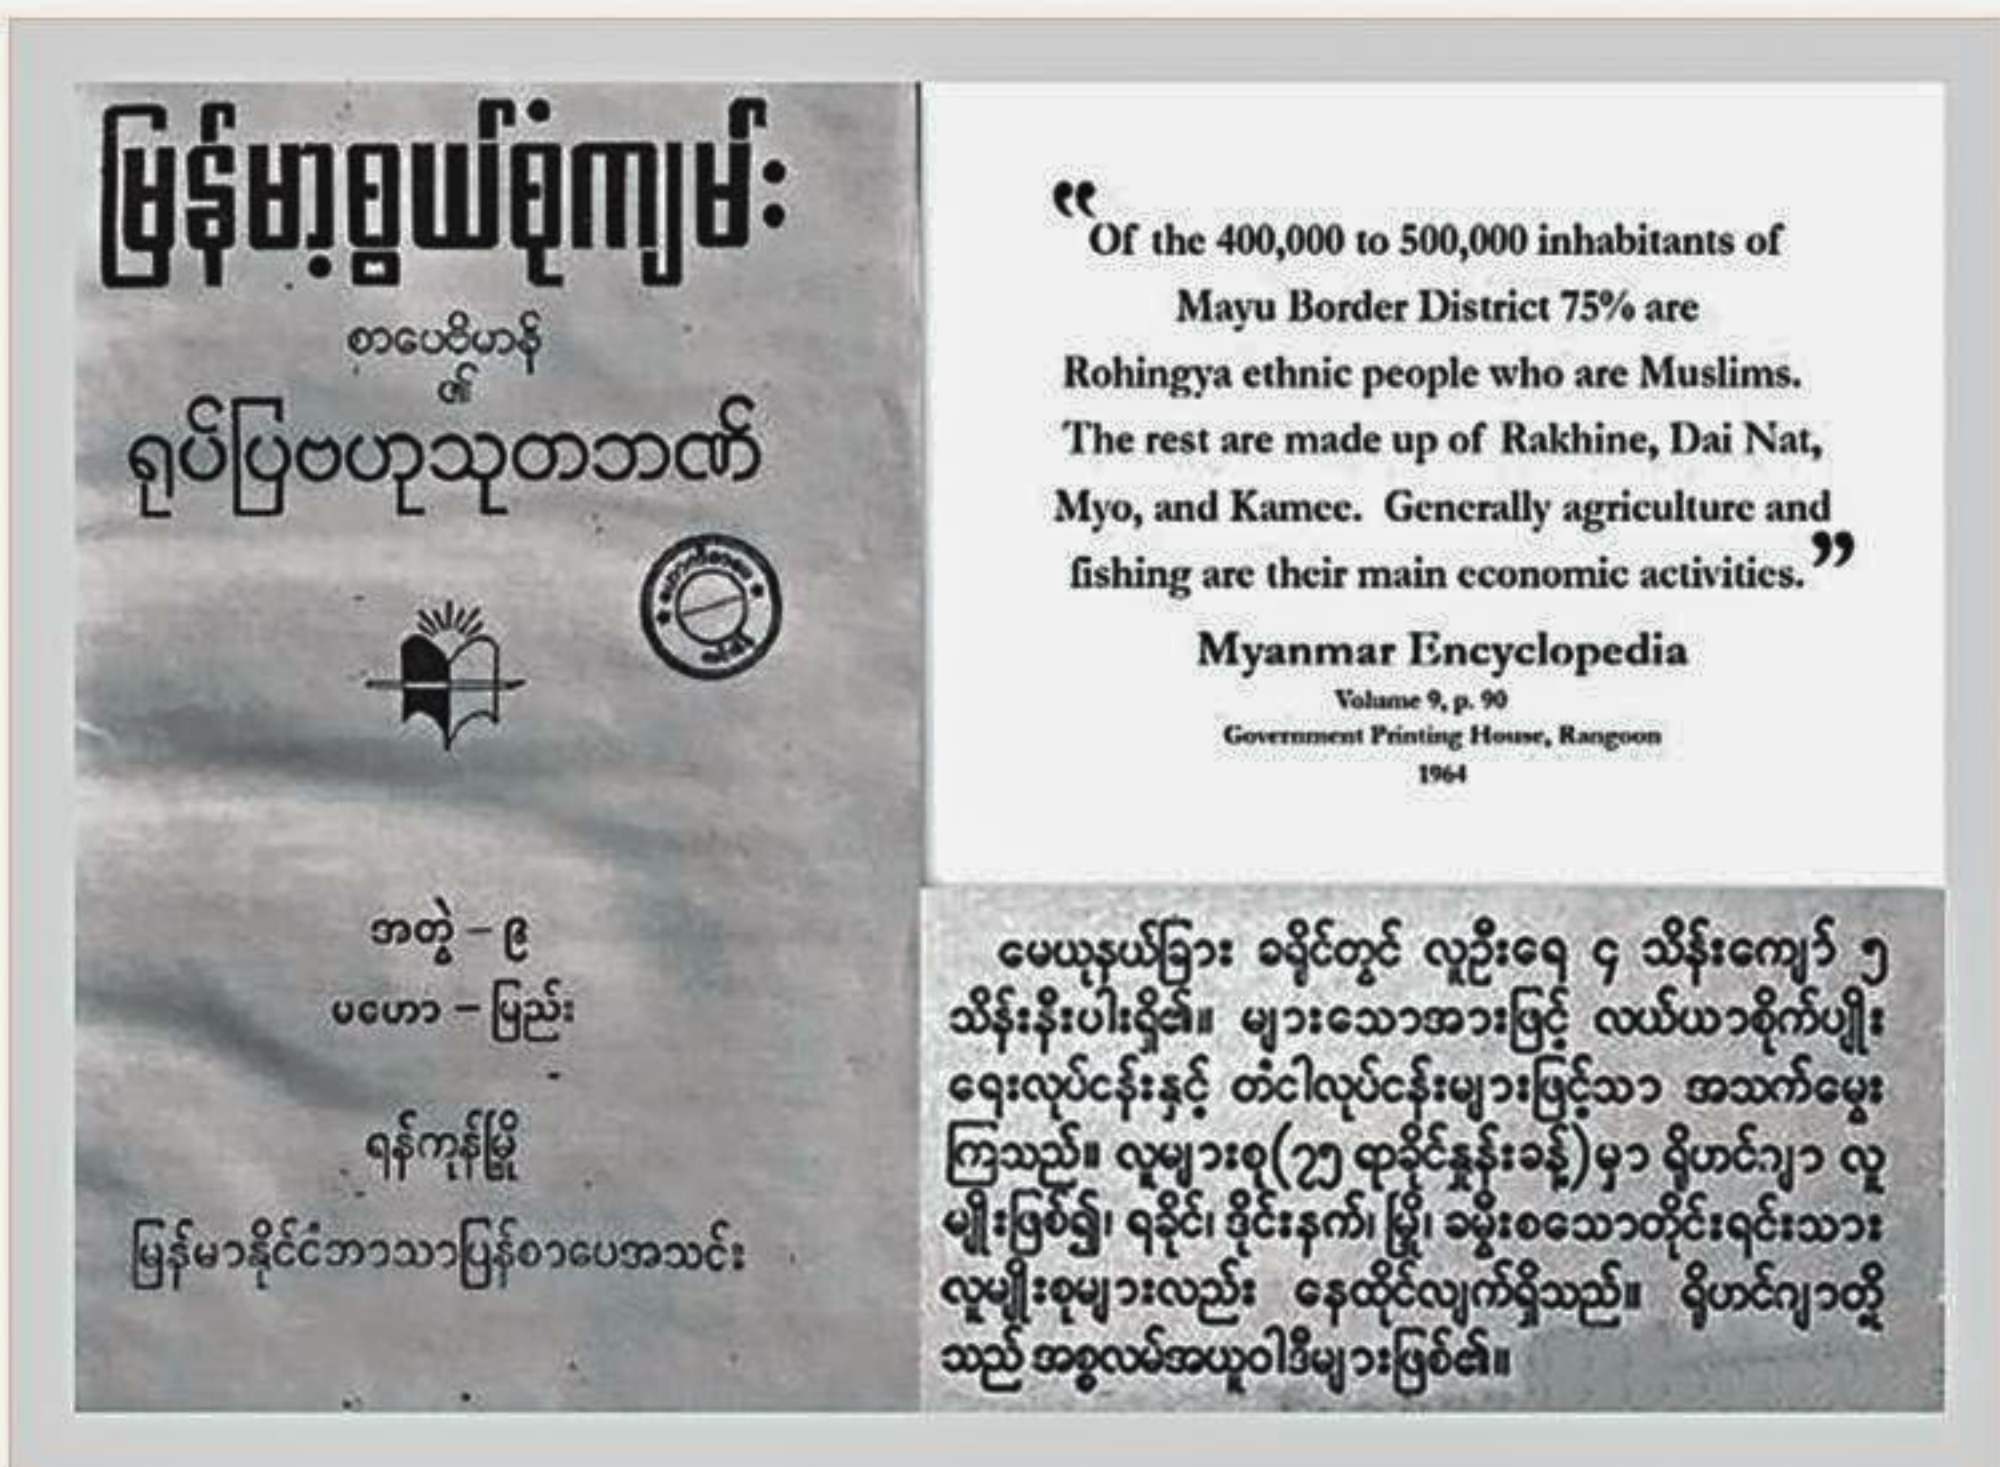 မြန်မာ့စွယ်စုံကျမ်း
စာပေဗိမာန်
၏
ရုပ်ပြဗဟုသုတဘဏ်
အတွဲ – ၉
မဟော – မြည်း
ရန်ကုန်မြို့
မြန်မာနိုင်ငံဘာသာပြန်စာပေအသင်း
“Of the 400,000 to 500,000 inhabitants of
Mayu Border District 75% are
Rohingya ethnic people who are Muslims.
The rest are made up of Rakhine, Dai Nat,
Myo, and Kamee. Generally agriculture and
fishing are their main economic activities.”
Myanmar Encyclopedia
Volume 9, p. 90
Government Printing House, Rangoon
1964
မေယုနယ်ခြား ခရိုင်တွင် လူဦးရေ ၄ သိန်းကျော် ၅
သိန်းနီးပါးရှိ၏။ များသောအားဖြင့် လယ်ယာစိုက်ပျိုး
ရေးလုပ်ငန်းနှင့် တံငါလုပ်ငန်းများဖြင့်သာ အသက်မွေး
ကြသည်။ လူများစု(၇၅ ရာခိုင်နှုန်းခန့်)မှာ ရိုဟင်ဂျာ လူ
မျိုးဖြစ်၍၊ ရခိုင်၊ ဒိုင်းနက်၊ မြို၊ ခမွီးစသောတိုင်းရင်းသား
လူမျိုးစုများလည်း နေထိုင်လျက်ရှိသည်။ ရိုဟင်ဂျာတို့
သည် အစ္စလမ်အယူဝါဒီများဖြစ်၏။